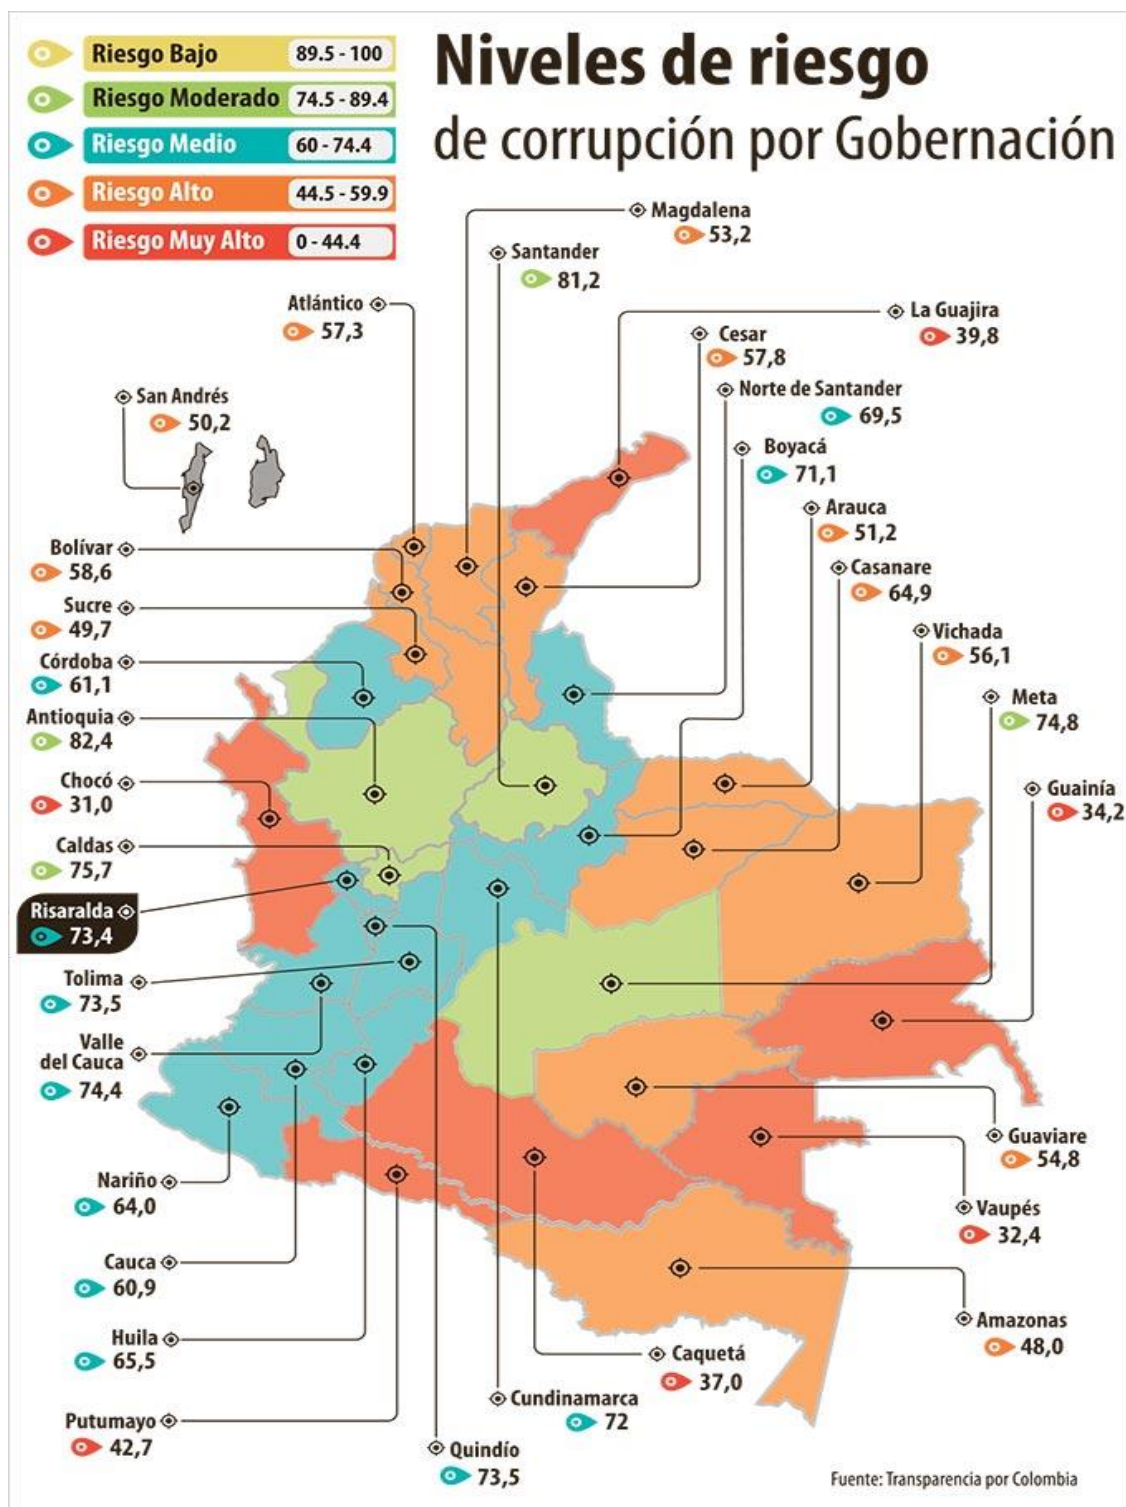 Niveles de riesgo
de corrupción por Gobernación
Riesgo Bajo 89.5 - 100
Riesgo Moderado 74.5 - 89.4
Riesgo Medio 60 - 74.4
Riesgo Alto 44.5 - 59.9
Riesgo Muy Alto 0 - 44.4
Magdalena
53,2
Santander
81,2
Atlántico
57,3
La Guajira
39,8
Cesar
57,8
Norte de Santander
69,5
San Andrés
50,2
Boyacá
71,1
Arauca
51,2
Bolívar
58,6
Casanare
64,9
Sucre
49,7
Vichada
56,1
Córdoba
61,1
Meta
74,8
Antioquia
82,4
Chocó
31,0
Guainía
34,2
Caldas
75,7
Risaralda
73,4
Tolima
73,5
Valle
del Cauca
74,4
Guaviare
54,8
Nariño
64,0
Vaupés
32,4
Cauca
60,9
Amazonas
48,0
Huila
65,5
Caquetá
37,0
Cundinamarca
72
Putumayo
42,7
Quindío
73,5
Fuente: Transparencia por Colombia